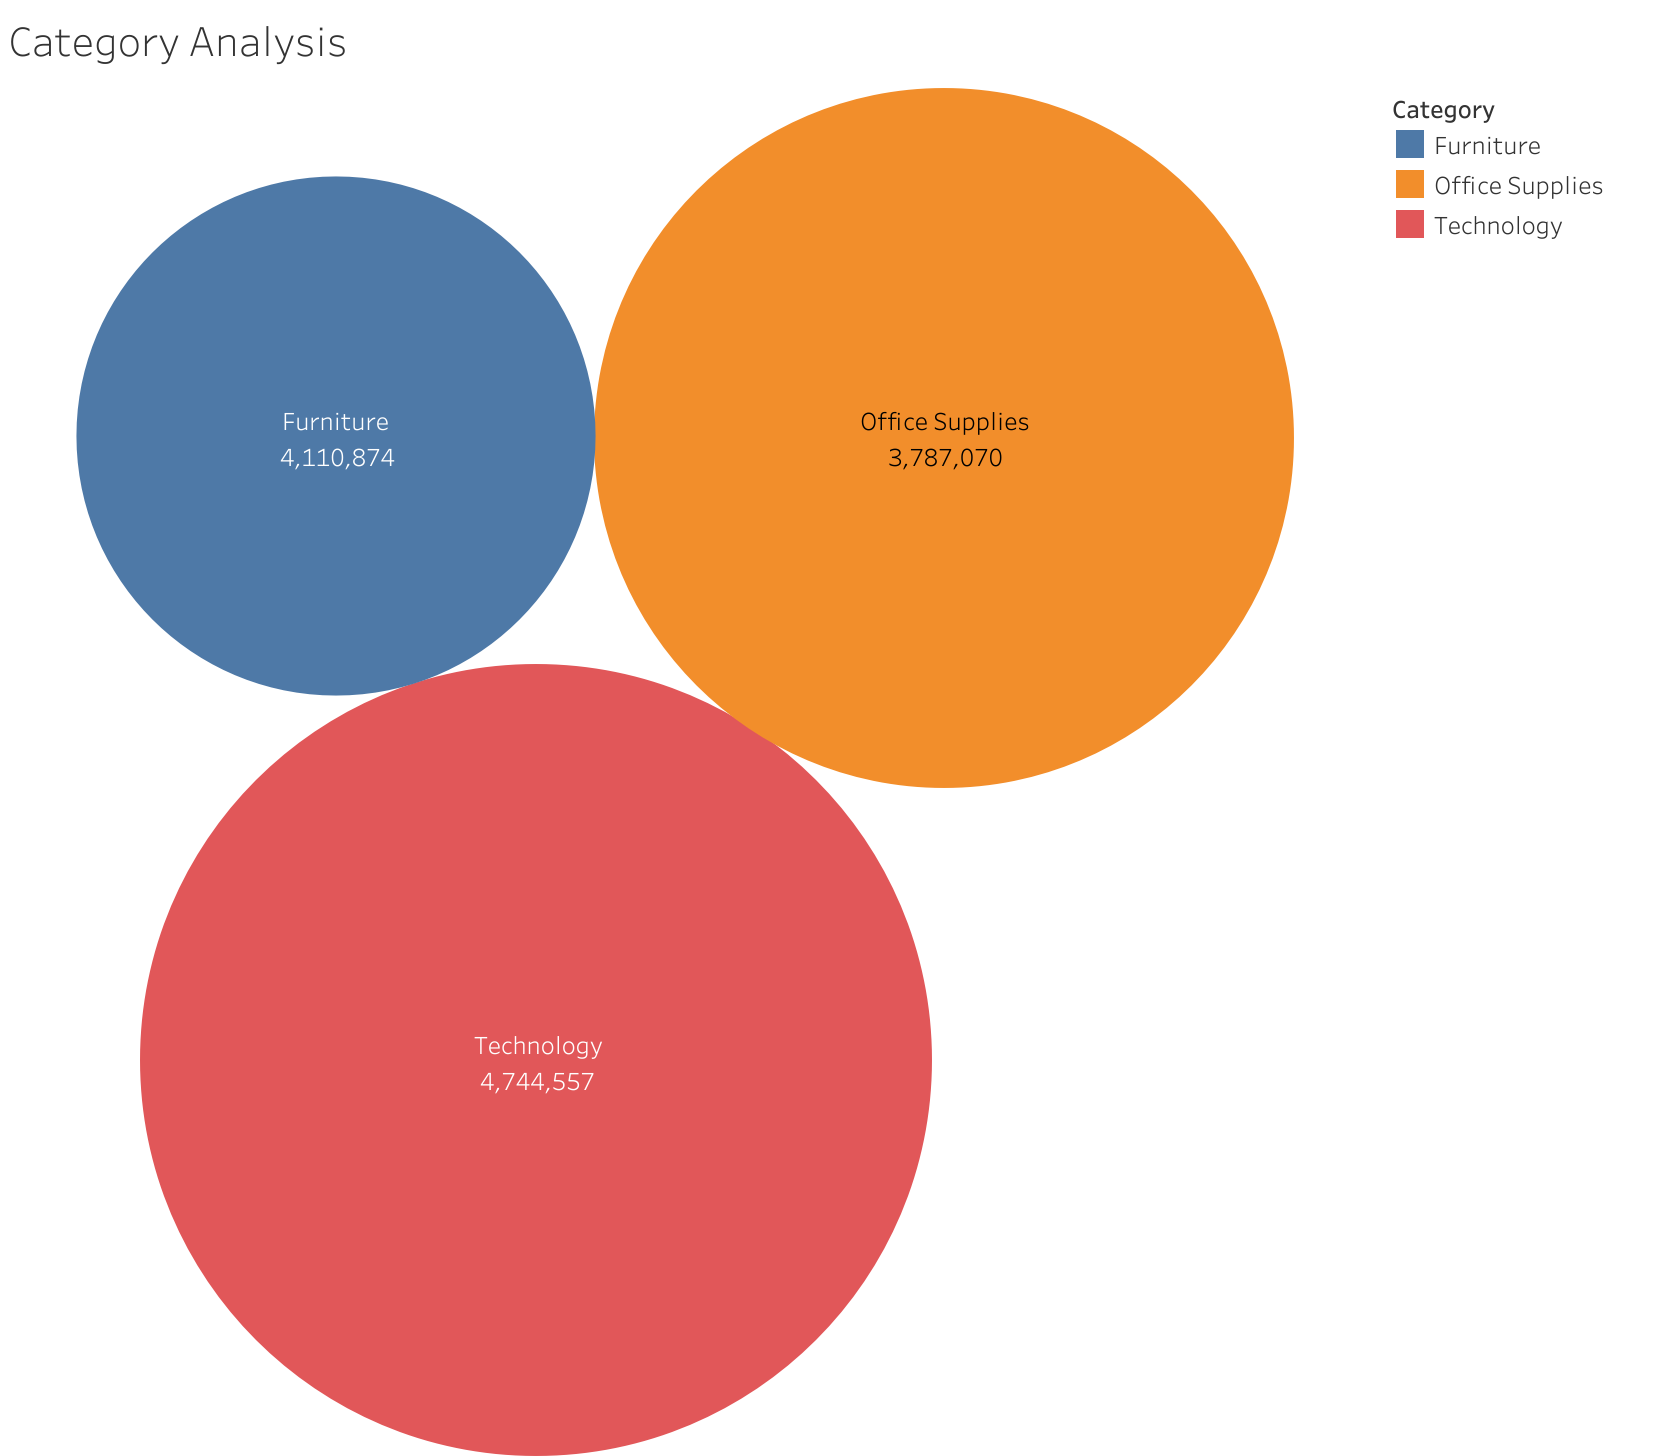 Category Analysis
Category
Furniture
Office Supplies
Technology
Furniture
4,110,874
Office Supplies
3,787,070
Technology
4,744,557